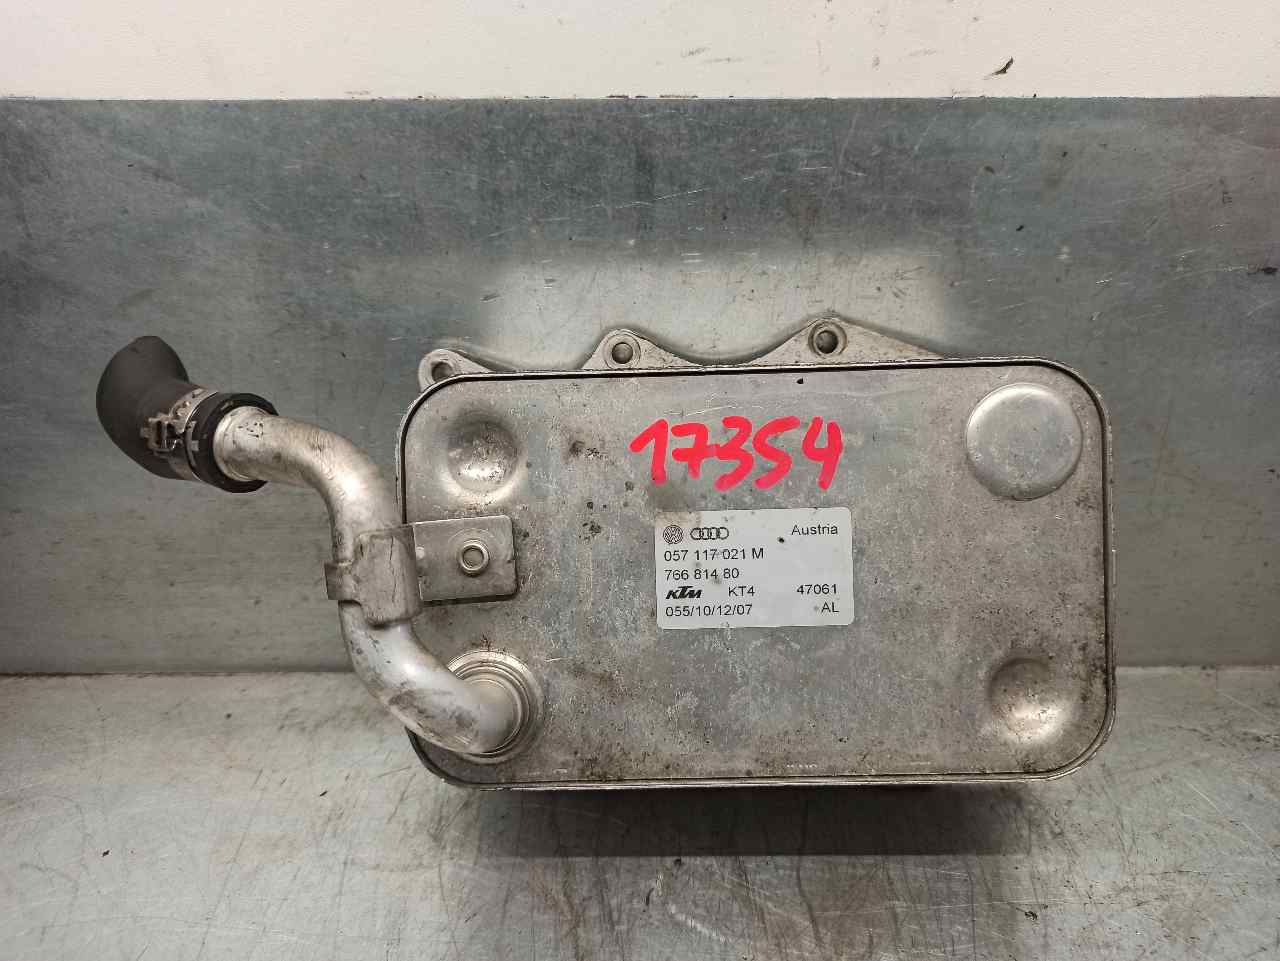 17354
Austria
057 117 021 M
766 814 80
KTM KT4 47061
055/10/12/07 AL